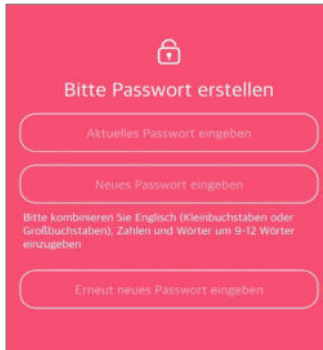 Bitte Passwort erstellen
Aktuelles Passwort eingeben
Neues Passwort eingeben
Bitte kombinieren Sie Englisch (Kleinbuchstaben oder
Großbuchstaben), Zahlen und Wörter um 9-12 Wörter
einzugeben
Erneut neues Passwort eingeben